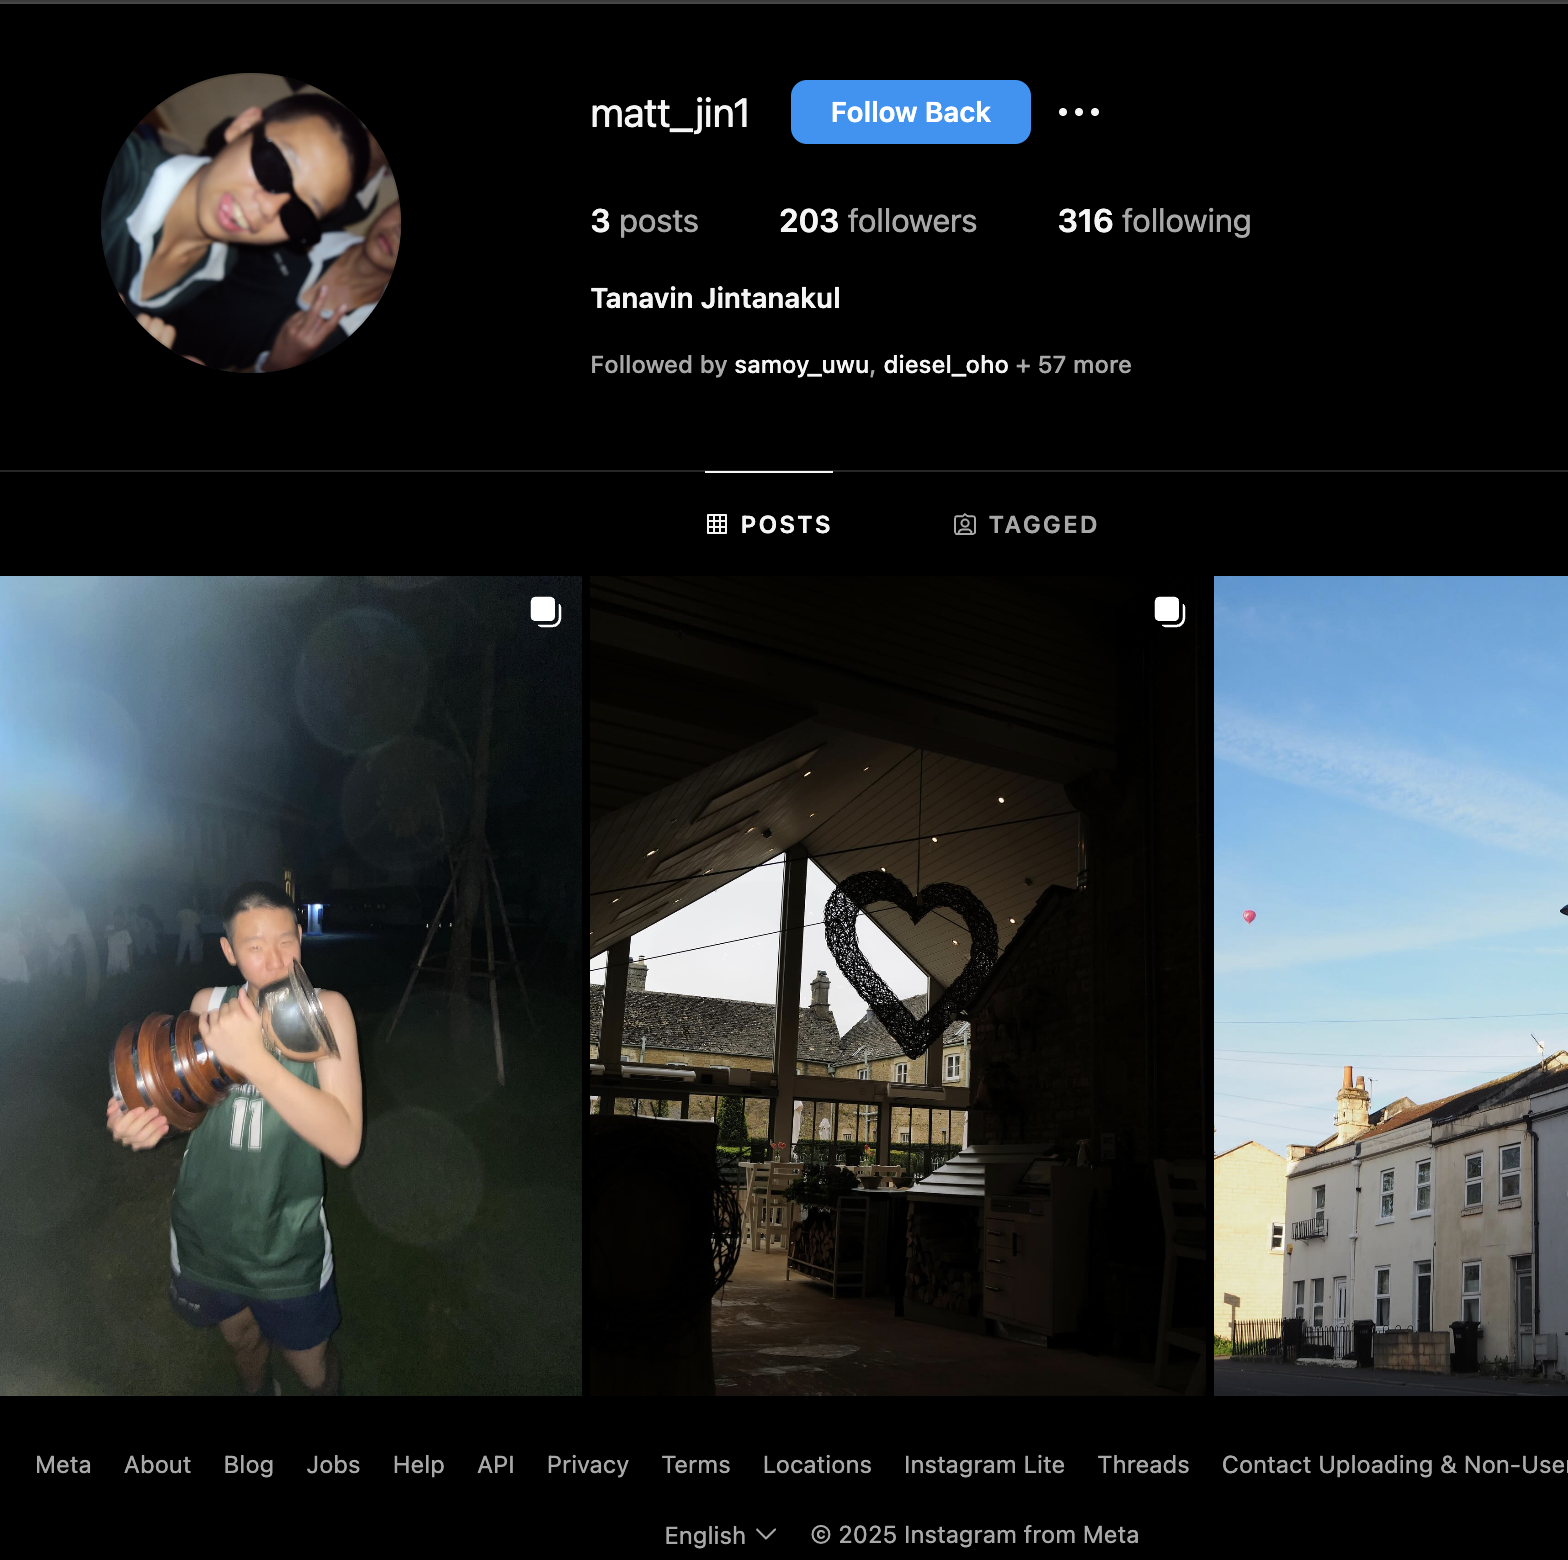 matt_jin1 Follow Back
3 posts 203 followers 316 following
Tanavin Jintanakul
Followed by samoy_uwu, diesel_oho + 57 more
POSTS TAGGED
11
Meta About Blog Jobs Help API Privacy Terms Locations Instagram Lite Threads Contact Uploading & Non-User
English © 2025 Instagram from Meta